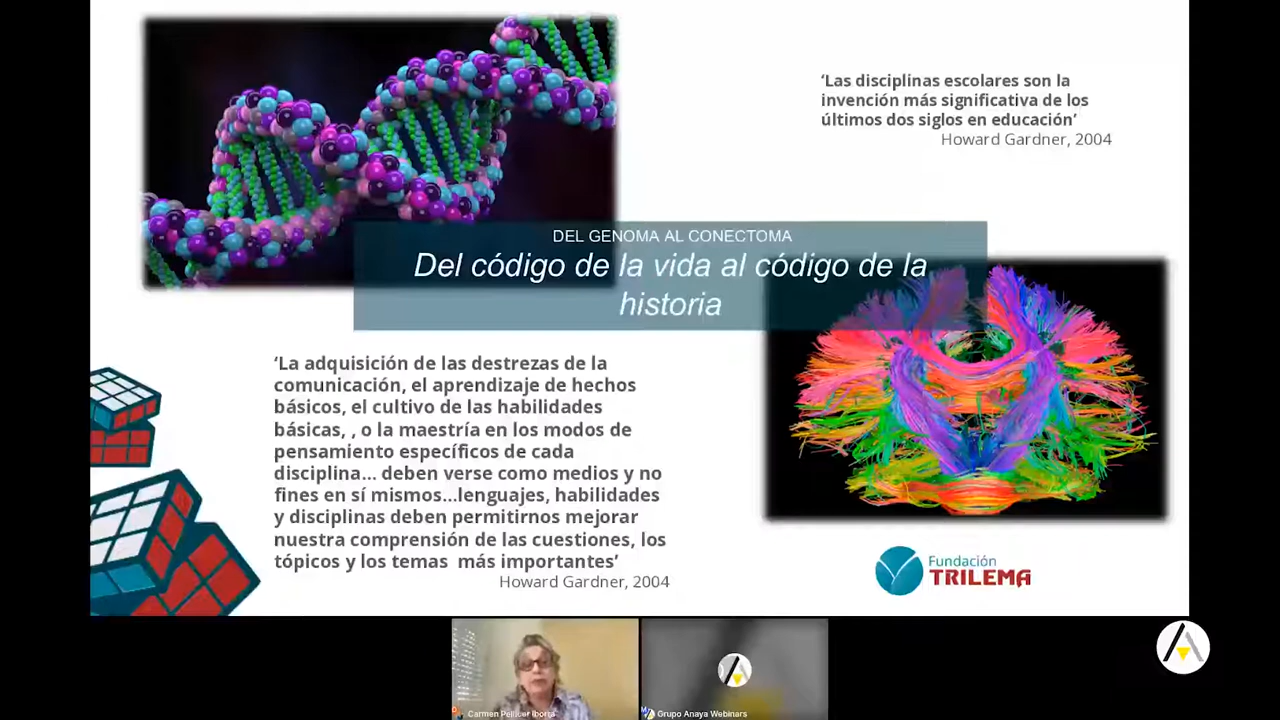 ‘Las disciplinas escolares son la
invención más significativa de los
últimos dos siglos en educación’
Howard Gardner, 2004
DEL GENOMA AL CONECTOMA
Del código de la vida al código de la
historia
‘La adquisición de las destrezas de la
comunicación, el aprendizaje de hechos
básicos, el cultivo de las habilidades
básicas, , o la maestría en los modos de
pensamiento específicos de cada
disciplina... deben verse como medios y no
fines en sí mismos...lenguajes, habilidades
y disciplinas deben permitirnos mejorar
nuestra comprensión de las cuestiones, los
tópicos y los temas  más importantes’
Howard Gardner, 2004
Fundación
TRILEMA
Carmen Pellicer Iborra
Grupo Anaya Webinars